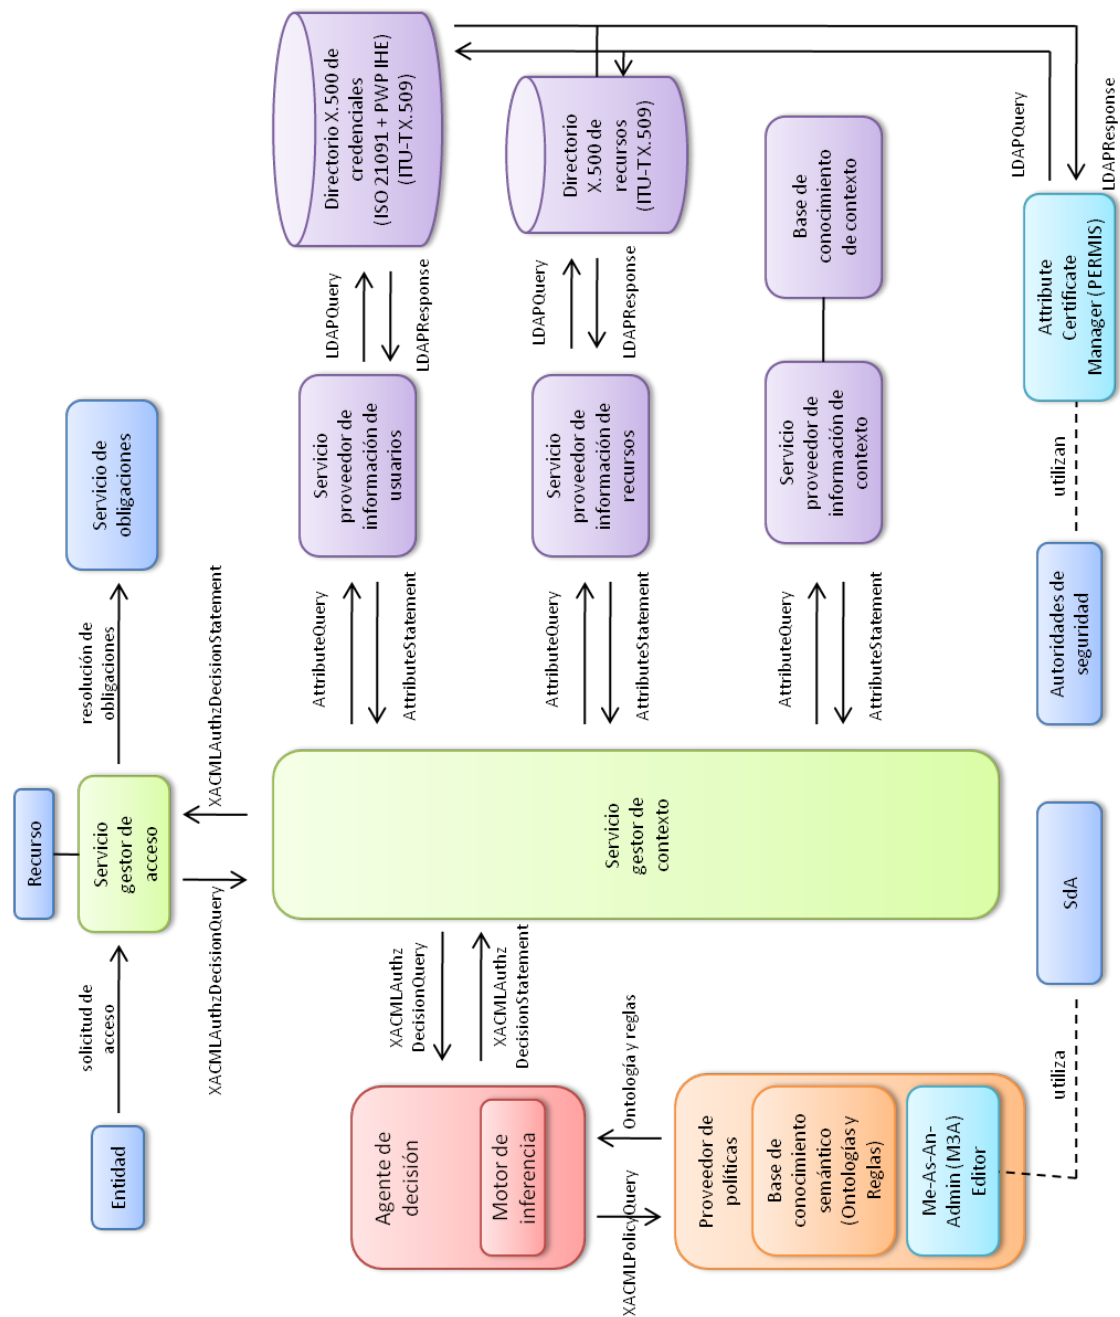 Entidad
solicitud de
acceso
Recurso
Servicio
gestor de
acceso
resolución de
obligaciones
Servicio de
obligaciones
XACMLAuthzDecisionQuery
XACMLAuthzDecisionStatement
Agente de
decisión
Motor de
inferencia
XACMLAuthz
DecisionQuery
XACMLAuthz
DecisionStatement
XACMLPolicyQuery
Ontología y reglas
Proveedor de
políticas
Base de
conocimiento
semántico
(Ontologías y
Reglas)
Me-As-An-
Admin (M3A)
Editor
utiliza
SdA
Servicio
gestor de
contexto
AttributeQuery
AttributeStatement
Servicio
proveedor de
información de
usuarios
LDAPQuery
LDAPResponse
Directorio X.500 de
credenciales
(ISO 21091 + PWP IHE)
(ITU-T X.509)
AttributeQuery
AttributeStatement
Servicio
proveedor de
información de
recursos
LDAPQuery
LDAPResponse
Directorio
X.500 de
recursos
(ITU-T X.509)
AttributeQuery
AttributeStatement
Servicio
proveedor de
información de
contexto
Base de
conocimiento
de contexto
Autoridades de
seguridad
utilizan
Attribute
Certificate
Manager (PERMIS)
LDAPQuery
LDAPResponse